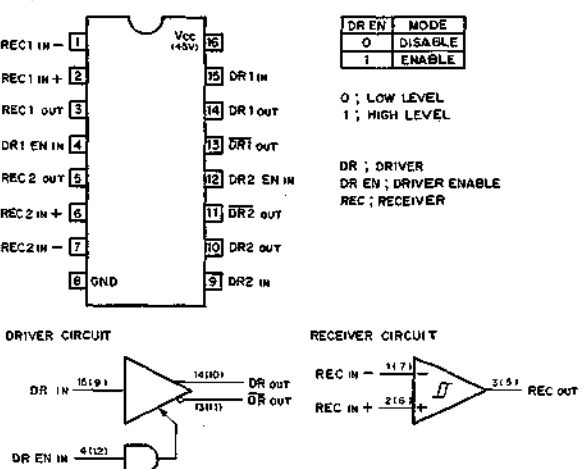 REC1 IN − 1
REC1 IN + 2
REC1 OUT 3
DR1 EN IN 4
REC2 OUT 5
REC2 IN + 6
REC2 IN − 7
8 GND
Vcc (+5V) 16
15 DR1 IN
14 DR1 OUT
13 D̅R̅1̅ OUT
12 DR2 EN IN
11 D̅R̅2̅ OUT
10 DR2 OUT
9 DR2 IN
DR EN MODE
0 DISABLE
1 ENABLE
0 ; LOW LEVEL
1 ; HIGH LEVEL
DR ; DRIVER
DR EN ; DRIVER ENABLE
REC ; RECEIVER
DRIVER CIRCUIT
DR IN 15(9)
14(10) DR OUT
13(11) D̅R̅ OUT
DR EN IN 4(12)
RECEIVER CIRCUIT
REC IN − 1(7) −
REC IN + 2(6) +
3(5) REC OUT